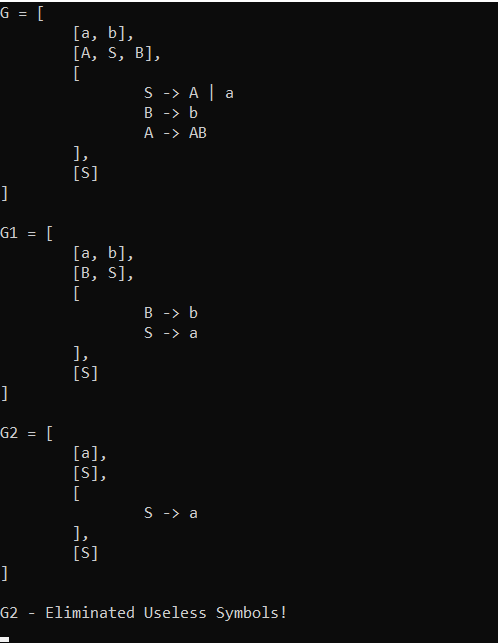 G = [
[a, b],
[A, S, B],
[
S -> A | a
B -> b
A -> AB
],
[S]
]
G1 = [
[a, b],
[B, S],
[
B -> b
S -> a
],
[S]
]
G2 = [
[a],
[S],
[
S -> a
],
[S]
]
G2 - Eliminated Useless Symbols!